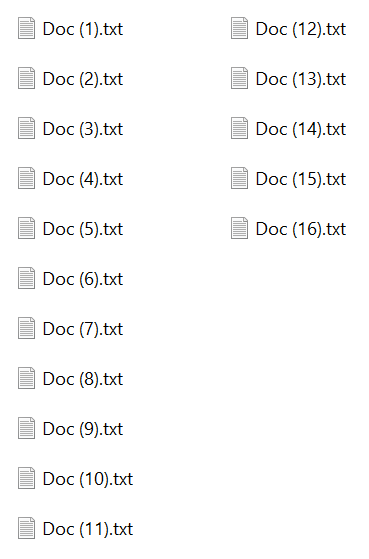 Doc (1).txt
Doc (2).txt
Doc (3).txt
Doc (4).txt
Doc (5).txt
Doc (6).txt
Doc (7).txt
Doc (8).txt
Doc (9).txt
Doc (10).txt
Doc (11).txt
Doc (12).txt
Doc (13).txt
Doc (14).txt
Doc (15).txt
Doc (16).txt